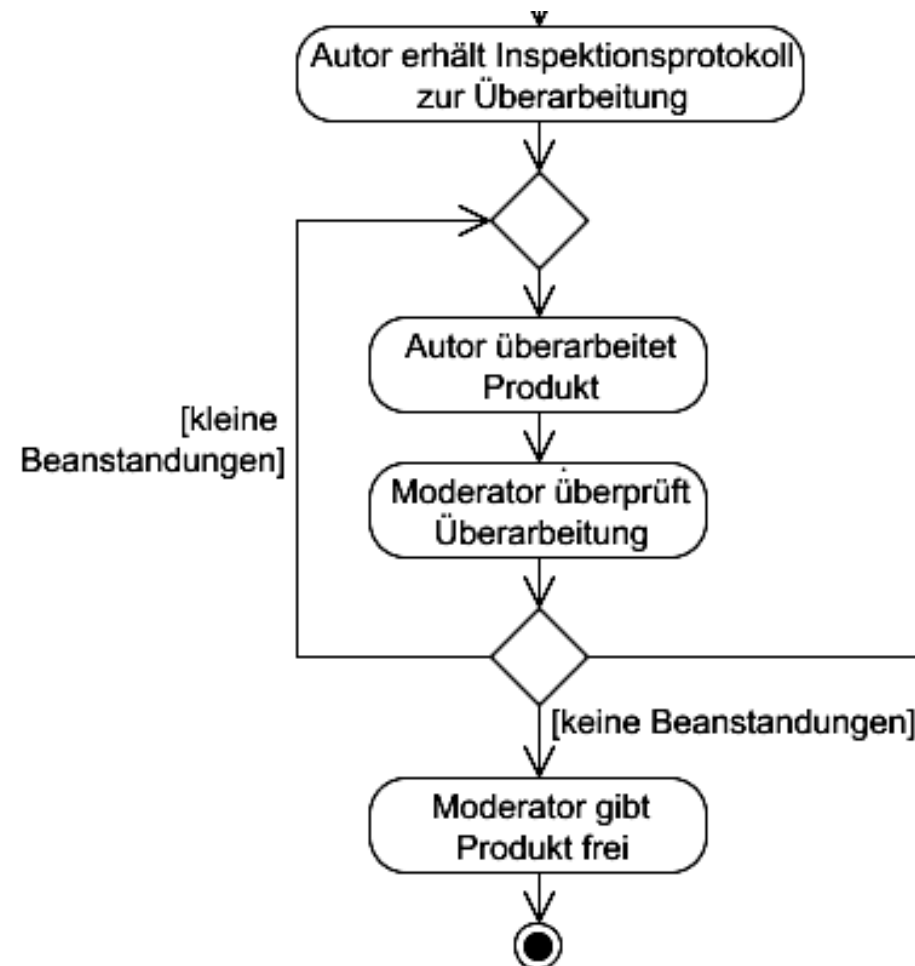 Autor erhält Inspektionsprotokoll
zur Überarbeitung
Autor überarbeitet
Produkt
[kleine
Beanstandungen]
Moderator überprüft
Überarbeitung
[keine Beanstandungen]
Moderator gibt
Produkt frei